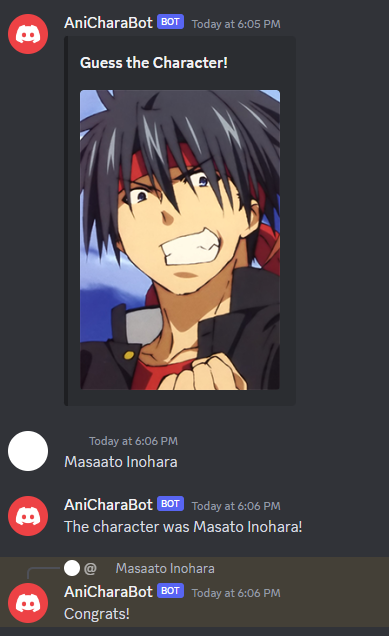 AniCharaBot BOT Today at 6:05 PM
Guess the Character!
Today at 6:06 PM
Masaato Inohara
AniCharaBot BOT Today at 6:06 PM
The character was Masato Inohara!
@ Masaato Inohara
AniCharaBot BOT Today at 6:06 PM
Congrats!